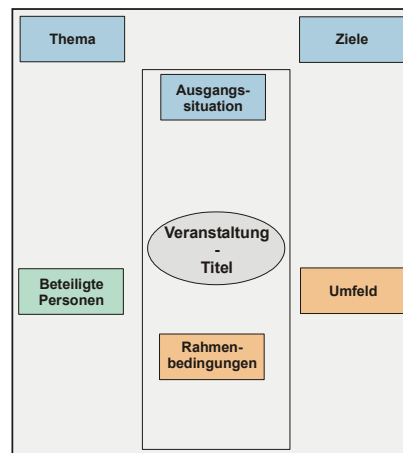 Thema
Ziele
Ausgangs-
situation
Veranstaltung
-
Titel
Beteiligte
Personen
Umfeld
Rahmen-
bedingungen